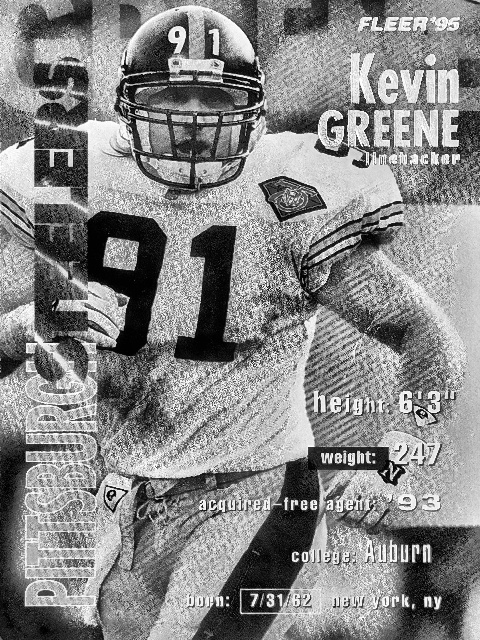 FLEER'95
Kevin
GREENE
linebacker
PITTSBURGH STEELERS
91
91
height: 6'3"
weight: 247
acquired-free agent: '93
college: Auburn
born: 7/31/62 new york, ny